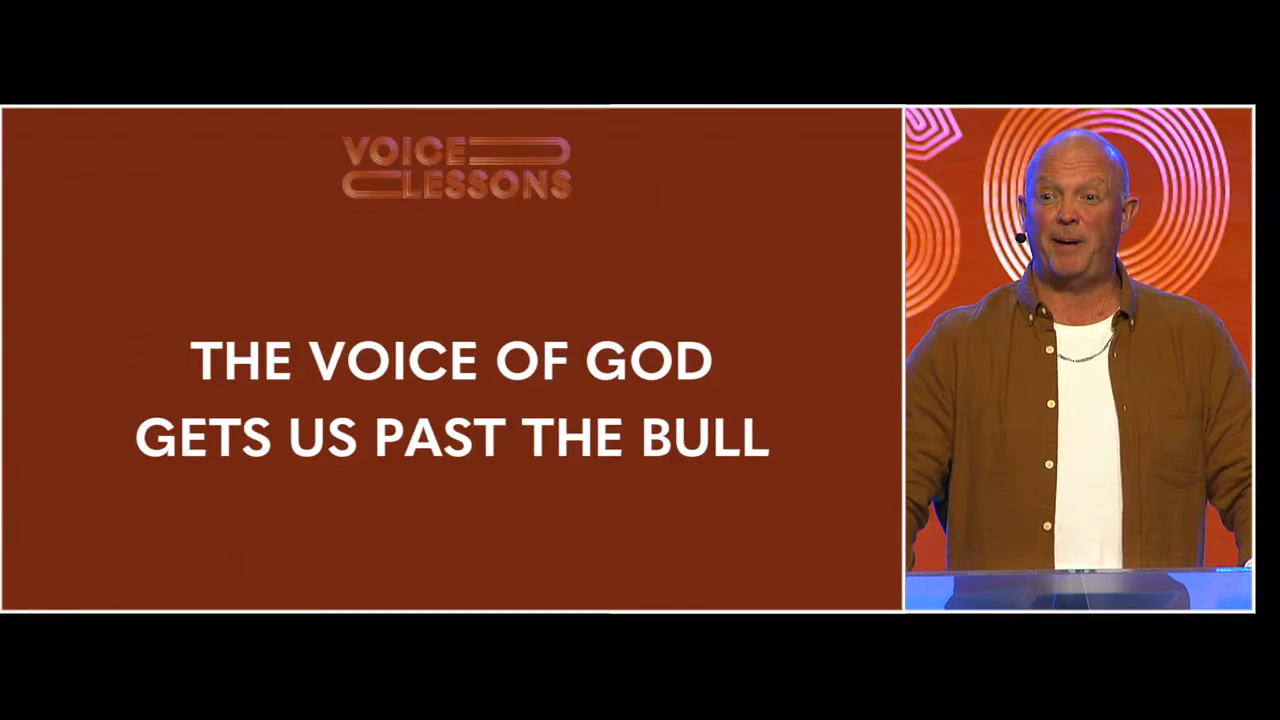 VOICE
LESSONS
THE VOICE OF GOD
GETS US PAST THE BULL